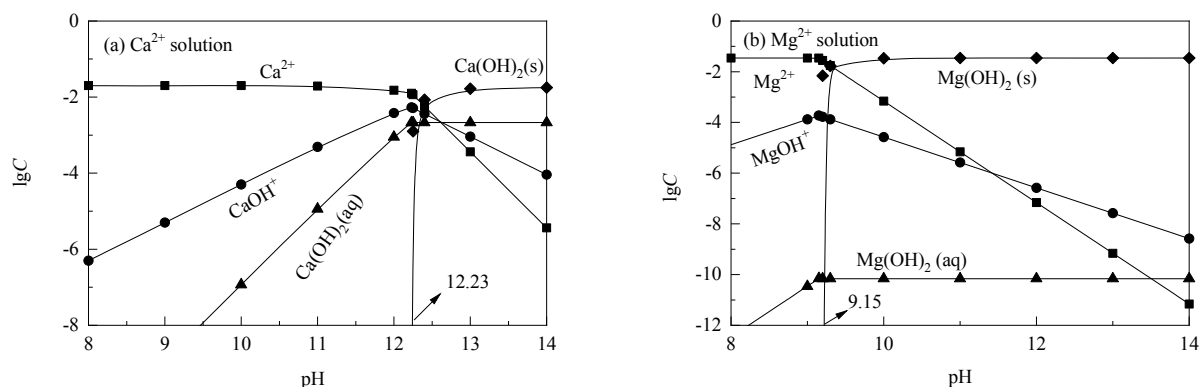 (a) Ca²⁺ solution
Ca²⁺
Ca(OH)₂(s)
CaOH⁺
Ca(OH)₂(aq)
12.23
0
-2
-4
-6
-8
8 9 10 11 12 13 14
lgC
pH
(b) Mg²⁺ solution
Mg²⁺
Mg(OH)₂ (s)
MgOH⁺
Mg(OH)₂ (aq)
9.15
0
-2
-4
-6
-8
-10
-12
8 10 11 12 13 14
lgC
pH